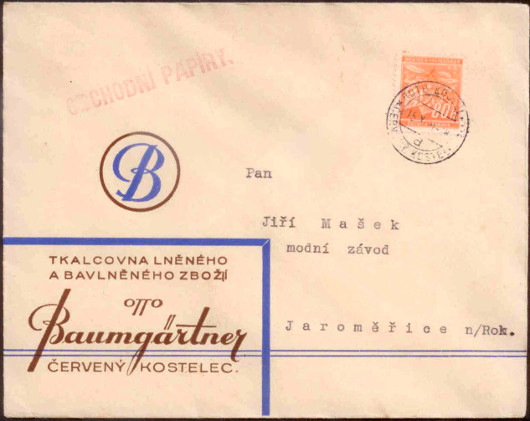 OBCHODNÍ PAPÍRY.
B
Pan
Jiří Mašek
modní závod
Jaroměřice n/Rok.
TKALCOVNA LNĚNÉHO
A BAVLNĚNÉHO ZBOŽÍ
OTTO
Baumgärtner
ČERVENÝ KOSTELEC.